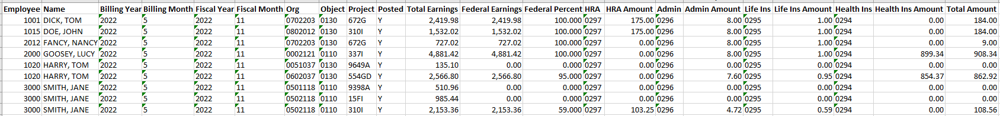 Employee Name Billing Year Billing Month Fiscal Year Fiscal Month Org Object Project Posted Total Earnings Federal Earnings Federal Percent HRA HRA Amount Admin Admin Amount Life Ins Life Ins Amount Health Ins Health Ins Amount Total Amount
1001 DICK, TOM 2022 5 2022 11 0702203 0130 672G Y 2,419.98 2,419.98 100.000 0297 175.00 0296 8.00 0295 1.00 0294 0.00 184.00
1015 DOE, JOHN 2022 5 2022 11 0802012 0130 310I Y 1,532.02 1,532.02 100.000 0297 175.00 0296 8.00 0295 1.00 0294 0.00 184.00
2012 FANCY, NANCY 2022 5 2022 11 0702203 0130 672G Y 727.02 727.02 100.000 0297 0.00 0296 8.00 0295 1.00 0294 0.00 9.00
2000 GOOSEY, LUCY 2022 5 2022 11 0002121 0110 337I Y 4,881.42 4,881.42 100.000 0297 0.00 0296 8.00 0295 1.00 0294 899.34 908.34
1020 HARRY, TOM 2022 5 2022 11 0051037 0130 9649A Y 135.10 0.00 0.000 0297 0.00 0296 0.00 0295 0.00 0294 0.00 0.00
1020 HARRY, TOM 2022 5 2022 11 0602037 0130 554GD Y 2,566.80 2,566.80 95.000 0297 0.00 0296 7.60 0295 0.95 0294 854.37 862.92
3000 SMITH, JANE 2022 5 2022 11 0501118 0110 9398A Y 510.96 0.00 0.000 0297 0.00 0296 0.00 0295 0.00 0294 0.00 0.00
3000 SMITH, JANE 2022 5 2022 11 0502118 0110 15FI Y 985.44 0.00 0.000 0297 0.00 0296 0.00 0295 0.00 0294 0.00 0.00
3000 SMITH, JANE 2022 5 2022 11 0502118 0110 310I Y 2,153.36 2,153.36 59.000 0297 103.25 0296 4.72 0295 0.59 0294 0.00 108.56